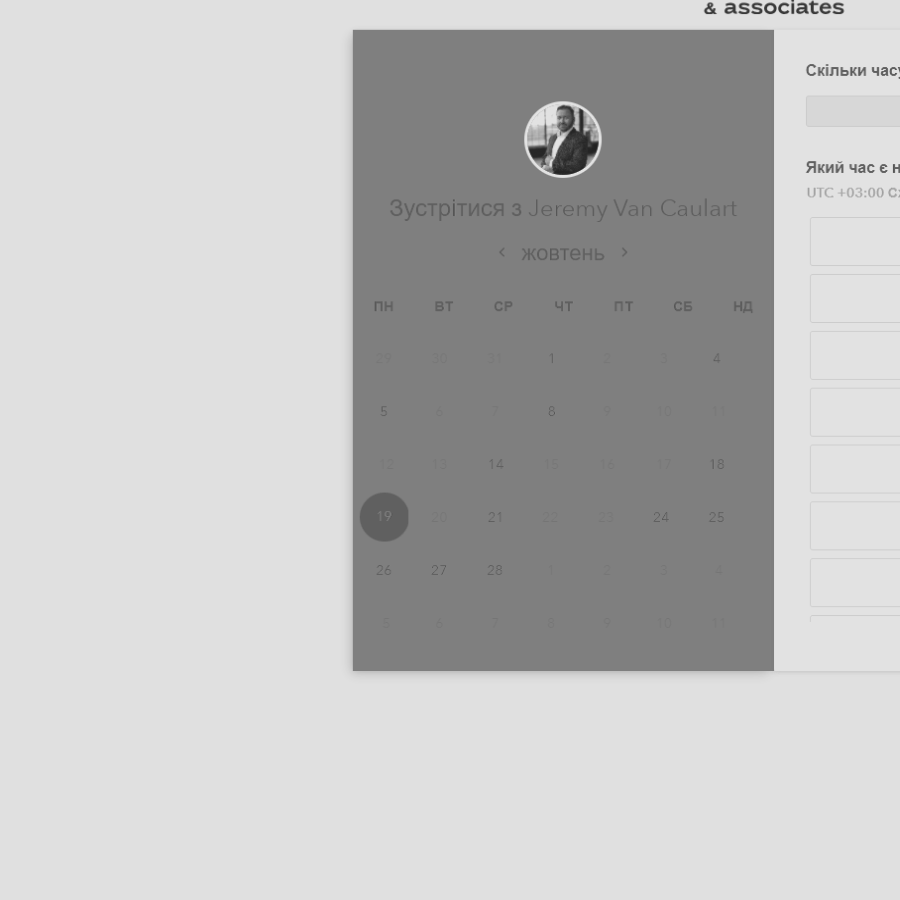 & associates
Скільки часу
Зустрітися з Jeremy Van Caulart
жовтень
ПН ВТ СР ЧТ ПТ СБ НД
29 30 31 1 2 3 4
5 6 7 8 9 10 11
12 13 14 15 16 17 18
19 20 21 22 23 24 25
26 27 28 1 2 3 4
5 6 7 8 9 10 11
Який час є
UTC +03:00